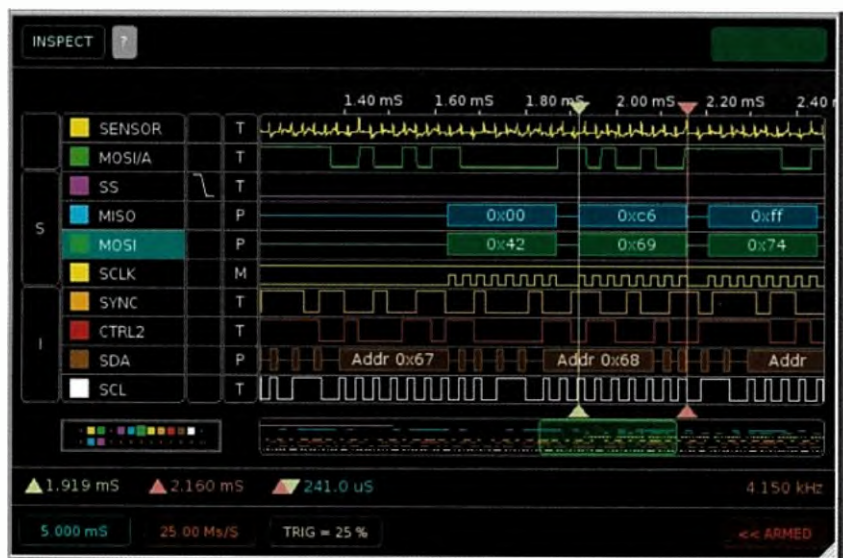 INSPECT ?
1.40 mS 1.60 mS 1.80 mS 2.00 mS 2.20 mS 2.40
SENSOR T
MOSI/A T
SS T
S
MISO P 0x00 0xc6 0xff
MOSI P 0x42 0x69 0x74
SCLK M
SYNC T
CTRL2 T
I
SDA P Addr 0x67 Addr 0x68 Addr
SCL T
1.919 mS 2.160 mS 241.0 uS 4.150 kHz
5.000 mS 25.00 Ms/S TRIG = 25 % << ARMED